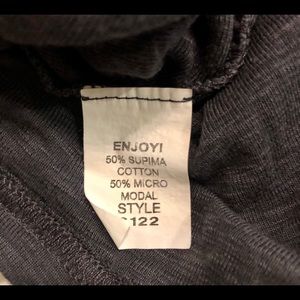 ENJOY!
50% SUPIMA
COTTON
50% MICRO
MODAL
STYLE
122